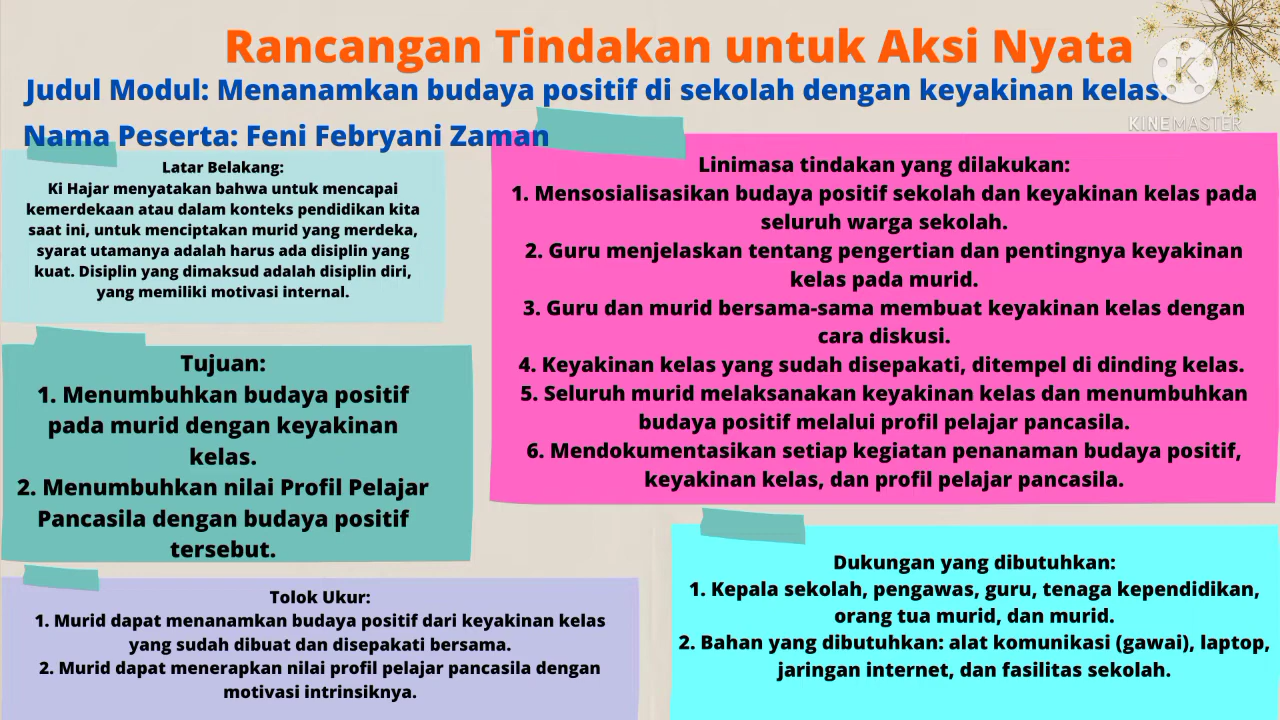 Rancangan Tindakan untuk Aksi Nyata
Judul Modul: Menanamkan budaya positif di sekolah dengan keyakinan kelas.
K
KINEMASTER
Nama Peserta: Feni Febryani Zaman
Latar Belakang:
Ki Hajar menyatakan bahwa untuk mencapai
kemerdekaan atau dalam konteks pendidikan kita
saat ini, untuk menciptakan murid yang merdeka,
syarat utamanya adalah harus ada disiplin yang
kuat. Disiplin yang dimaksud adalah disiplin diri,
yang memiliki motivasi internal.
Tujuan:
1. Menumbuhkan budaya positif
pada murid dengan keyakinan
kelas.
2. Menumbuhkan nilai Profil Pelajar
Pancasila dengan budaya positif
tersebut.
Tolok Ukur:
1. Murid dapat menanamkan budaya positif dari keyakinan kelas
yang sudah dibuat dan disepakati bersama.
2. Murid dapat menerapkan nilai profil pelajar pancasila dengan
motivasi intrinsiknya.
Linimasa tindakan yang dilakukan:
1. Mensosialisasikan budaya positif sekolah dan keyakinan kelas pada
seluruh warga sekolah.
2. Guru menjelaskan tentang pengertian dan pentingnya keyakinan
kelas pada murid.
3. Guru dan murid bersama-sama membuat keyakinan kelas dengan
cara diskusi.
4. Keyakinan kelas yang sudah disepakati, ditempel di dinding kelas.
5. Seluruh murid melaksanakan keyakinan kelas dan menumbuhkan
budaya positif melalui profil pelajar pancasila.
6. Mendokumentasikan setiap kegiatan penanaman budaya positif,
keyakinan kelas, dan profil pelajar pancasila.
Dukungan yang dibutuhkan:
1. Kepala sekolah, pengawas, guru, tenaga kependidikan,
orang tua murid, dan murid.
2. Bahan yang dibutuhkan: alat komunikasi (gawai), laptop,
jaringan internet, dan fasilitas sekolah.